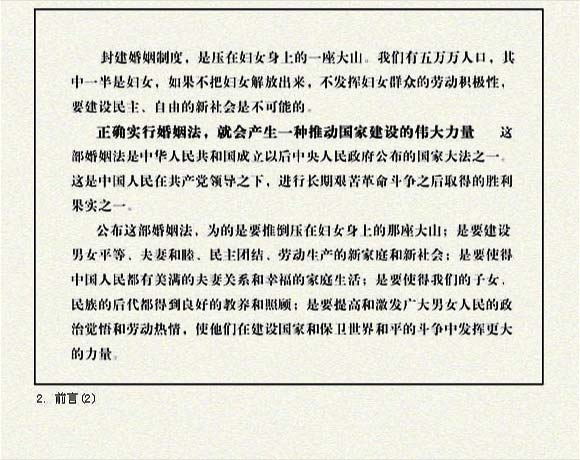 封建婚姻制度，是压在妇女身上的一座大山。我们有五万万人口，其
中一半是妇女，如果不把妇女解放出来，不发挥妇女群众的劳动积极性，
要建设民主、自由的新社会是不可能的。
正确实行婚姻法，就会产生一种推动国家建设的伟大力量 这
部婚姻法是中华人民共和国成立以后中央人民政府公布的国家大法之一。
这是中国人民在共产党领导之下，进行长期艰苦革命斗争之后取得的胜利
果实之一。
公布这部婚姻法，为的是要推倒压在妇女身上的那座大山；是要建设
男女平等、夫妻和睦、民主团结、劳动生产的新家庭和新社会；是要使得
中国人民都有美满的夫妻关系和幸福的家庭生活；是要使得我们的子女、
民族的后代都得到良好的教养和照顾；是要提高和激发广大男女人民的政
治觉悟和劳动热情，使他们在建设国家和保卫世界和平的斗争中发挥更大
的力量。
2. 前言(2)